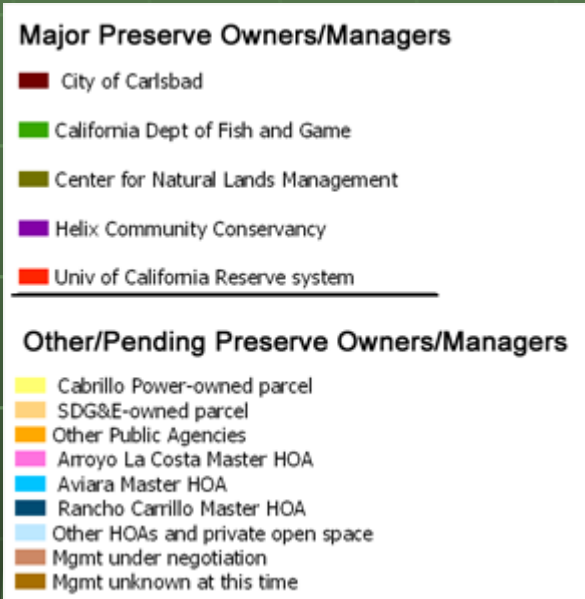 Major Preserve Owners/Managers
City of Carlsbad
California Dept of Fish and Game
Center for Natural Lands Management
Helix Community Conservancy
Univ of California Reserve system
Other/Pending Preserve Owners/Managers
Cabrillo Power-owned parcel
SDG&E-owned parcel
Other Public Agencies
Arroyo La Costa Master HOA
Aviara Master HOA
Rancho Carrillo Master HOA
Other HOAs and private open space
Mgmt under negotiation
Mgmt unknown at this time